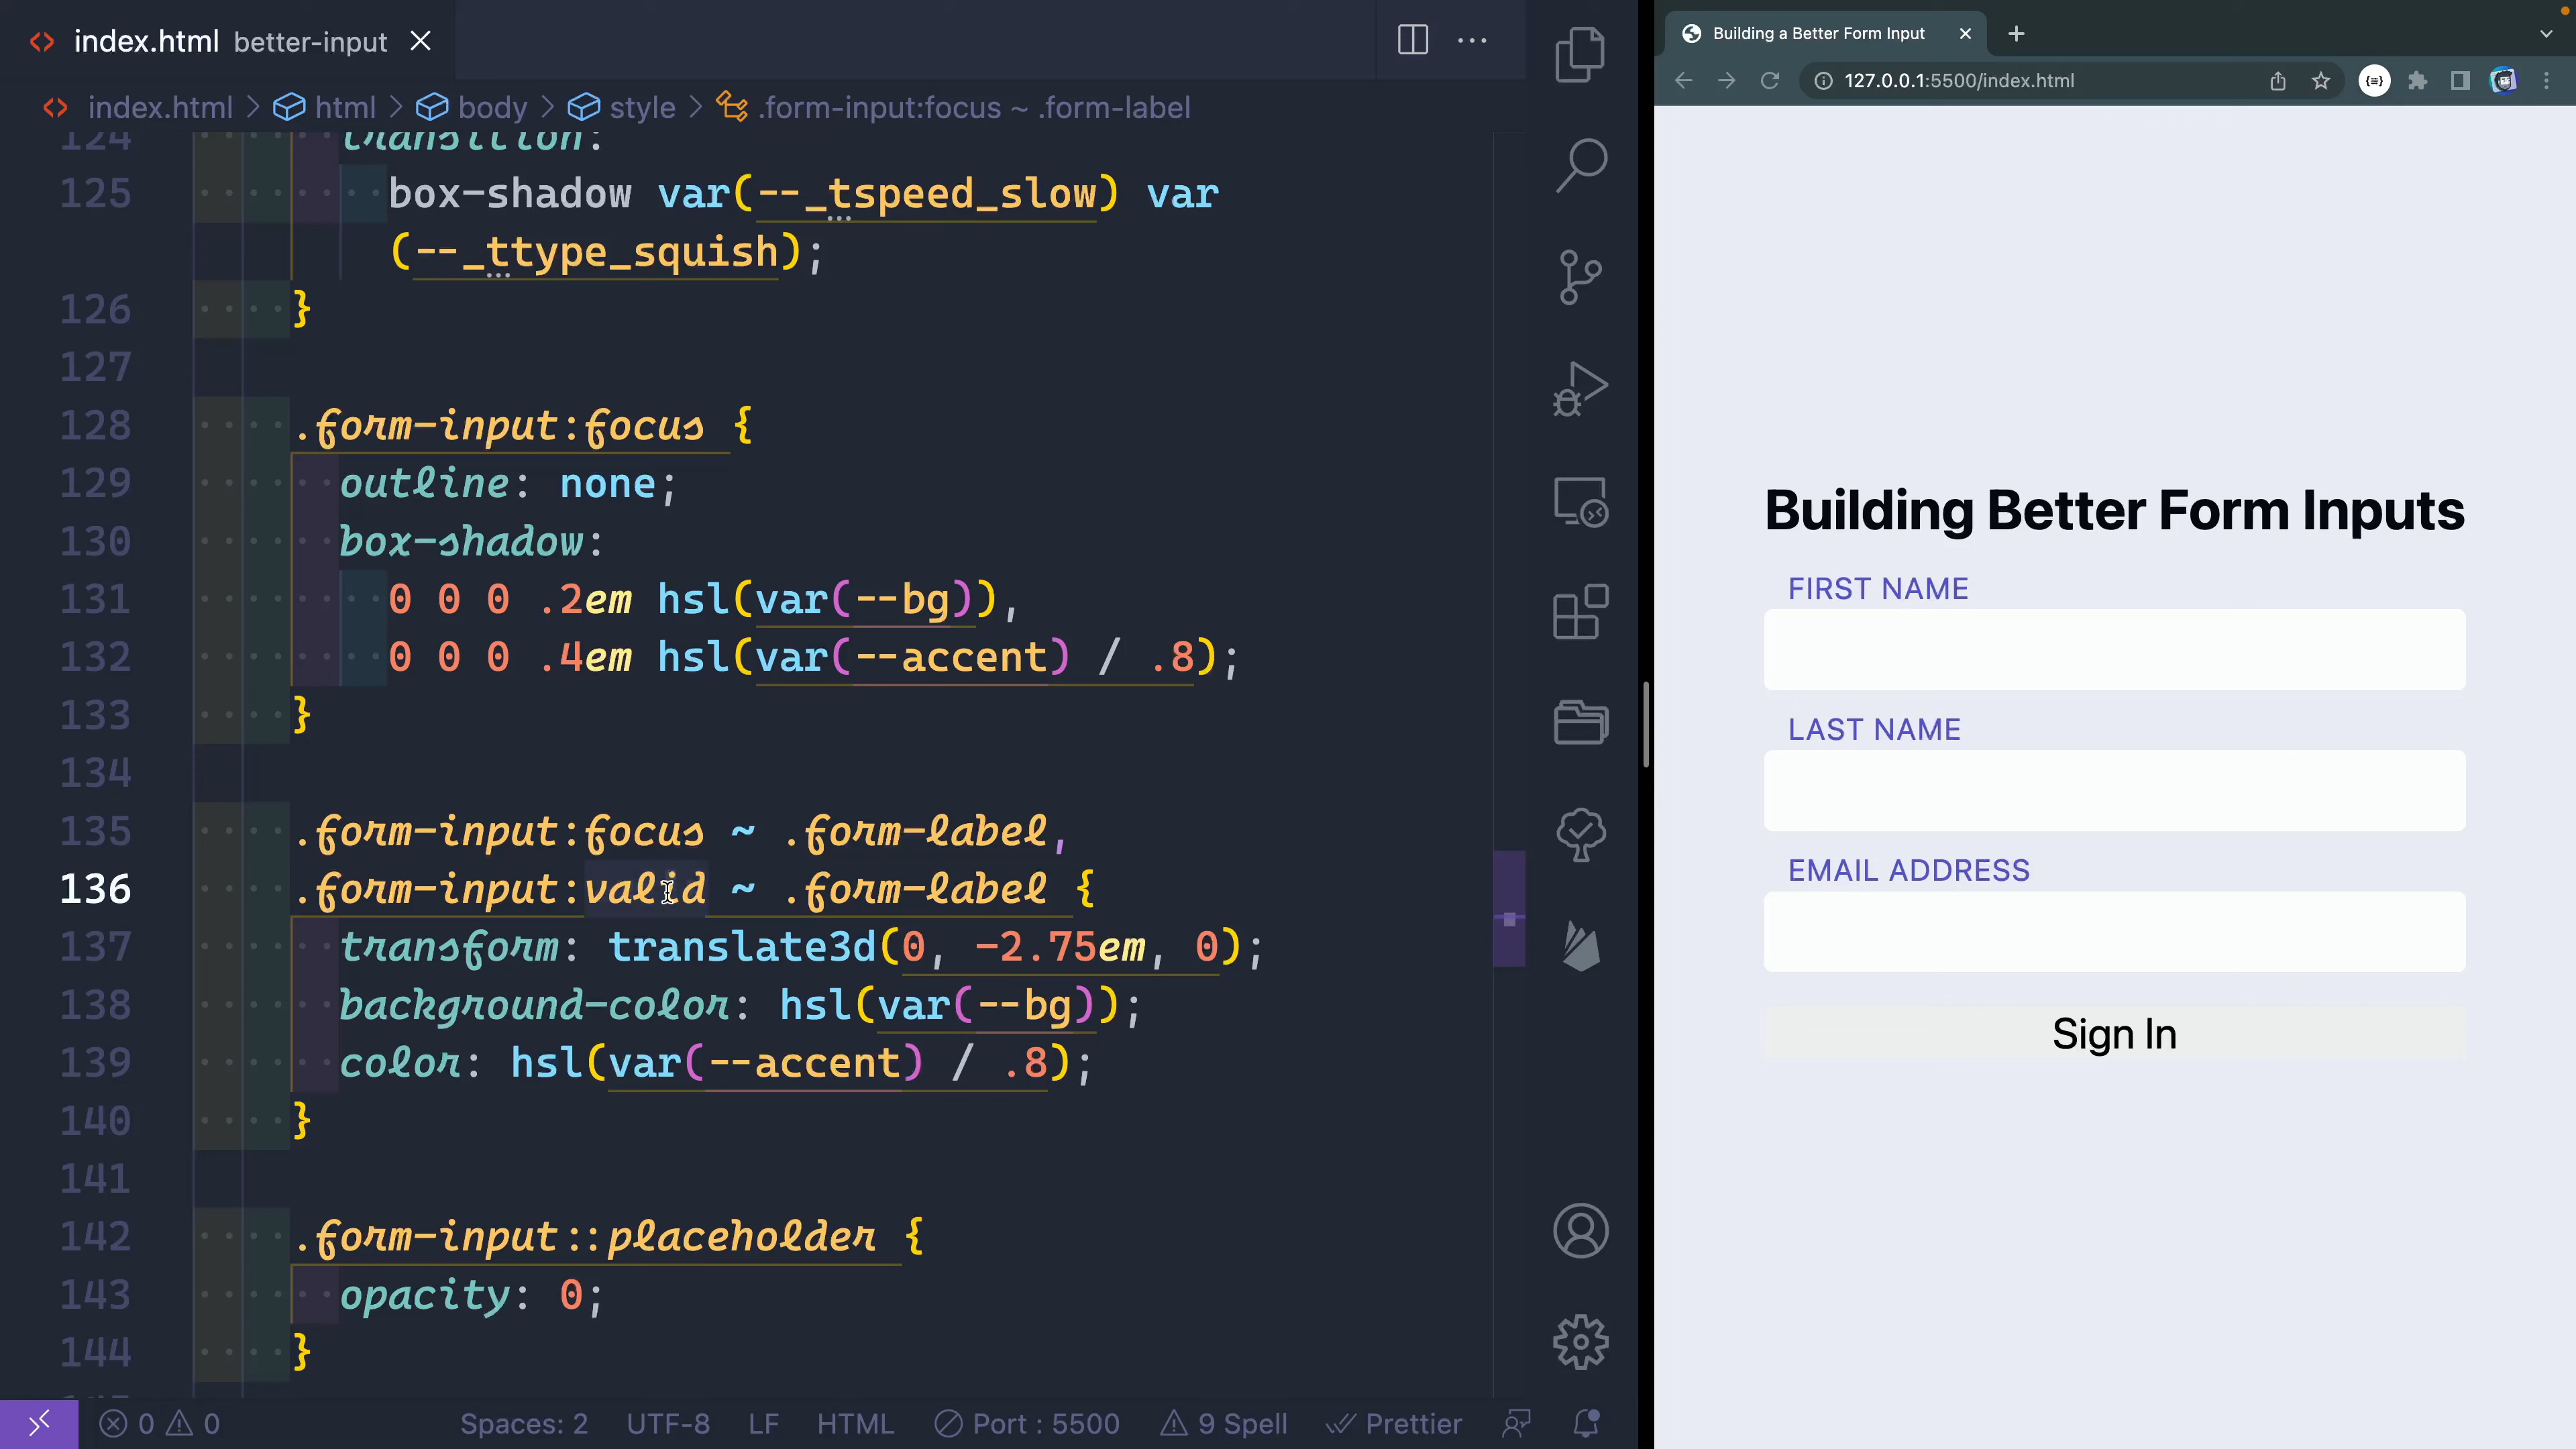 index.html better-input
index.html > html > body > style > .form-input:focus ~ .form-label
124 transition:
125 box-shadow var(--_tspeed_slow) var
(--_ttype_squish);
126 }
127
128 .form-input:focus {
129 outline: none;
130 box-shadow:
131 0 0 0 .2em hsl(var(--bg)),
132 0 0 0 .4em hsl(var(--accent) / .8);
133 }
134
135 .form-input:focus ~ .form-label,
136 .form-input:valid ~ .form-label {
137 transform: translate3d(0, -2.75em, 0);
138 background-color: hsl(var(--bg));
139 color: hsl(var(--accent) / .8);
140 }
141
142 .form-input::placeholder {
143 opacity: 0;
144 }
0 0 Spaces: 2 UTF-8 LF HTML Port : 5500 9 Spell Prettier
Building a Better Form Input
127.0.0.1:5500/index.html
Building Better Form Inputs
FIRST NAME
LAST NAME
EMAIL ADDRESS
Sign In